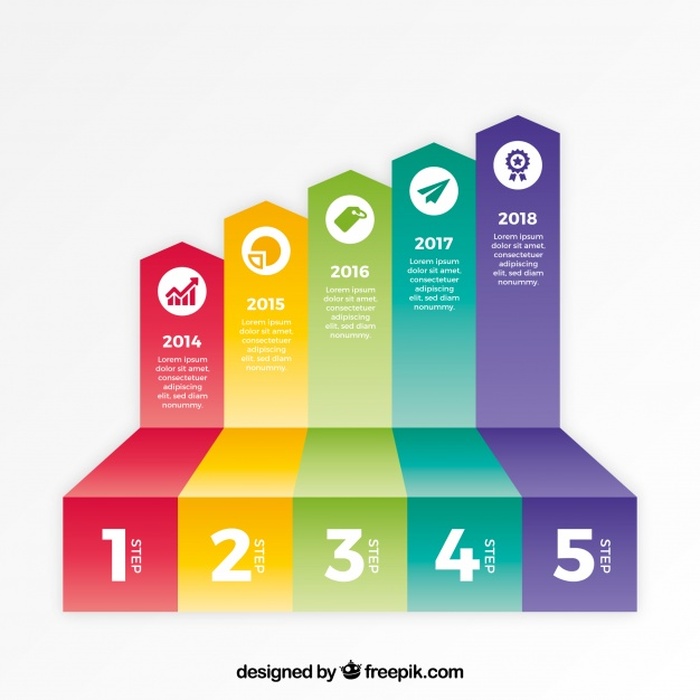 2014
Lorem ipsum
dolor sit amet,
consectetuer
adipiscing
elit, sed diam
nonummy.
2015
Lorem ipsum
dolor sit amet,
consectetuer
adipiscing
elit, sed diam
nonummy.
2016
Lorem ipsum
dolor sit amet,
consectetuer
adipiscing
elit, sed diam
nonummy.
2017
Lorem ipsum
dolor sit amet,
consectetuer
adipiscing
elit, sed diam
nonummy.
2018
Lorem ipsum
dolor sit amet,
consectetuer
adipiscing
elit, sed diam
nonummy.
1 STEP
2 STEP
3 STEP
4 STEP
5 STEP
designed by freepik.com